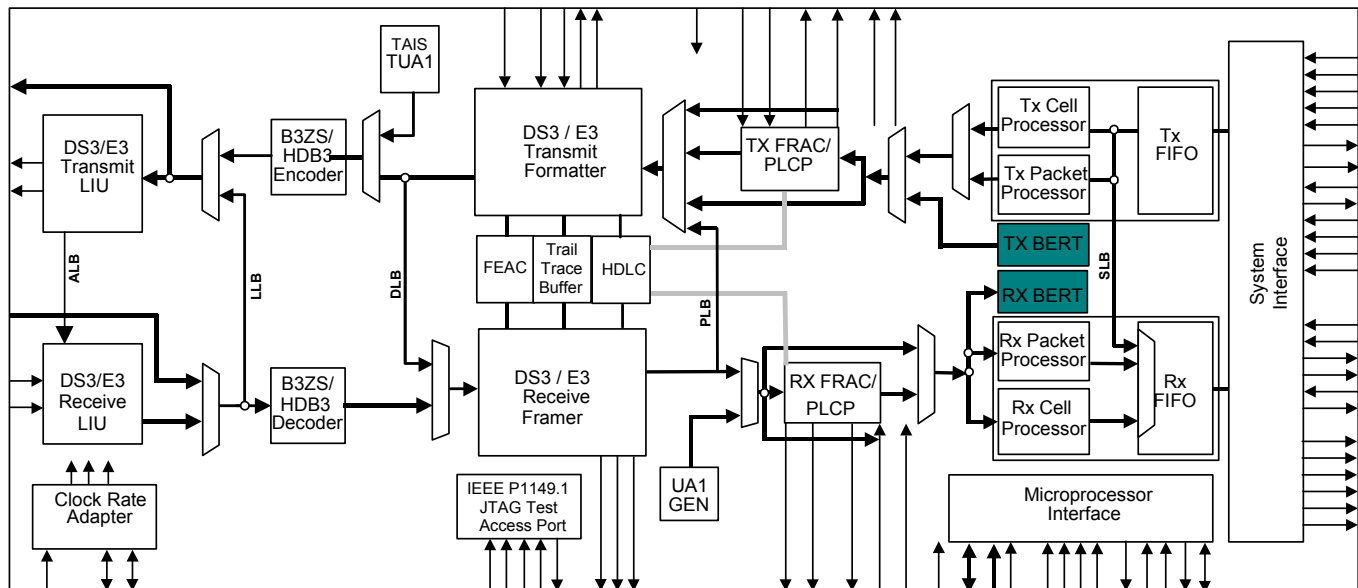 TAIS
TUA1
DS3/E3
Transmit
LIU
B3ZS/
HDB3
Encoder
DS3 / E3
Transmit
Formatter
TX FRAC/
PLCP
Tx Cell
Processor
Tx Packet
Processor
Tx
FIFO
TX BERT
RX BERT
System
Interface
FEAC
Trail
Trace
Buffer
HDLC
ALB
LLB
DLB
PLB
SLB
DS3/E3
Receive
LIU
B3ZS/
HDB3
Decoder
DS3 / E3
Receive
Framer
RX FRAC/
PLCP
Rx Packet
Processor
Rx Cell
Processor
Rx
FIFO
UA1
GEN
Clock Rate
Adapter
IEEE P1149.1
JTAG Test
Access Port
Microprocessor
Interface